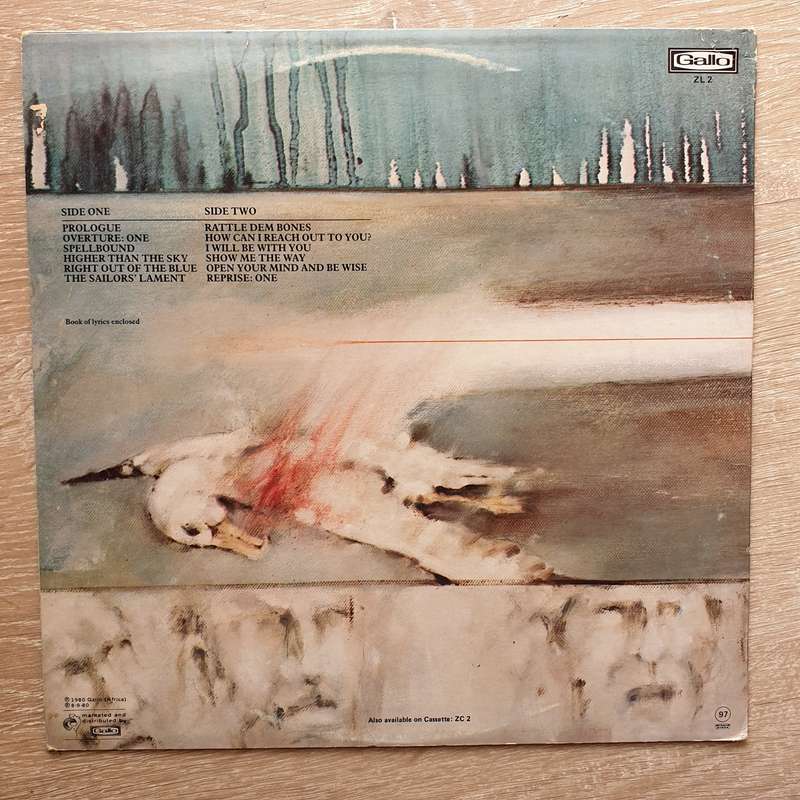 Gallo
ZL 2
SIDE ONE
PROLOGUE
OVERTURE: ONE
SPELLBOUND
HIGHER THAN THE SKY
RIGHT OUT OF THE BLUE
THE SAILORS' LAMENT
SIDE TWO
RATTLE DEM BONES
HOW CAN I REACH OUT TO YOU?
I WILL BE WITH YOU
SHOW ME THE WAY
OPEN YOUR MIND AND BE WISE
REPRISE: ONE
Book of lyrics enclosed
℗ 1980 Gallo (Africa)
marketed and
distributed by
Gallo
Also available on Cassette: ZC 2
97